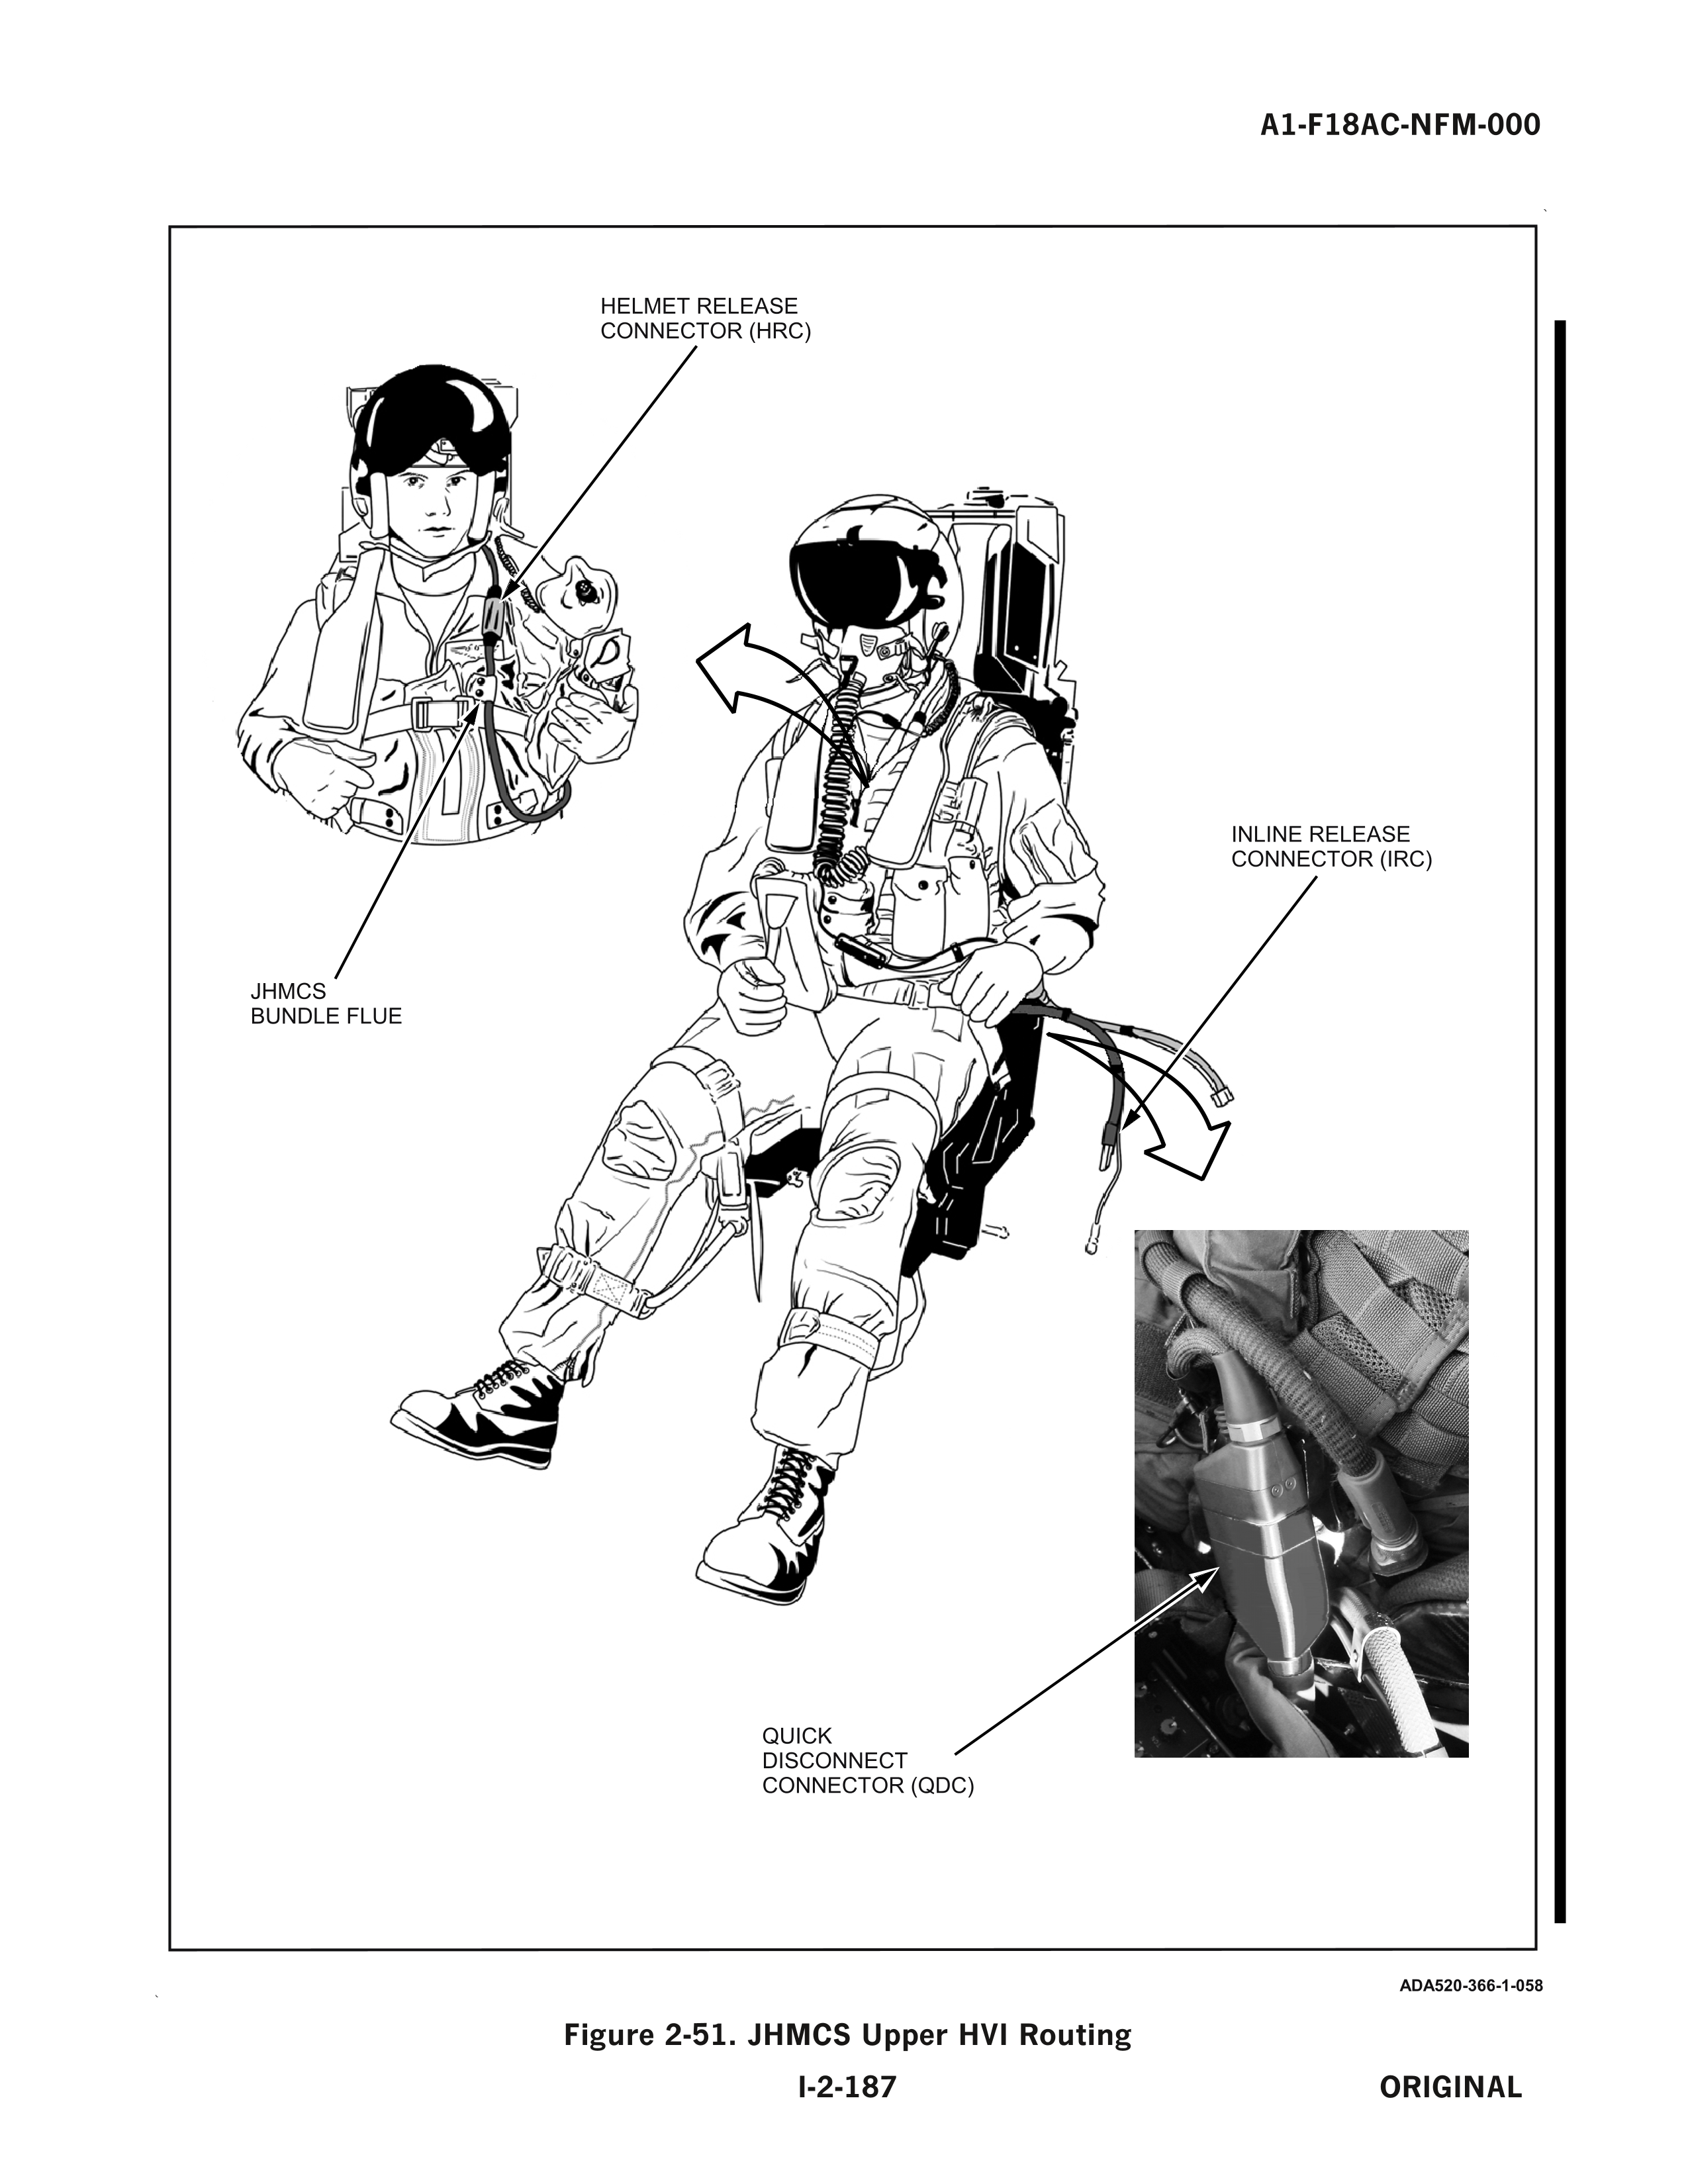 A1-F18AC-NFM-000
HELMET RELEASE
CONNECTOR (HRC)
INLINE RELEASE
CONNECTOR (IRC)
JHMCS
BUNDLE FLUE
QUICK
DISCONNECT
CONNECTOR (QDC)
ADA520-366-1-058
Figure 2-51. JHMCS Upper HVI Routing
I-2-187
ORIGINAL